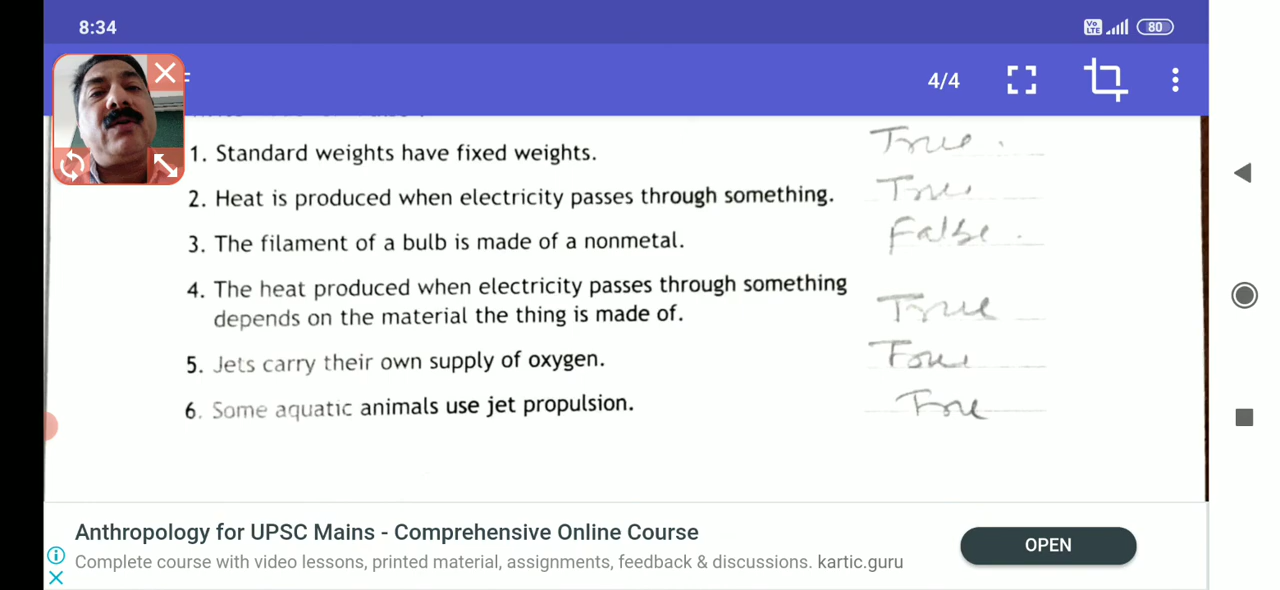 8:34
Vo LTE 80
4/4
1. Standard weights have fixed weights. True.
2. Heat is produced when electricity passes through something. True
3. The filament of a bulb is made of a nonmetal. False.
4. The heat produced when electricity passes through something
depends on the material the thing is made of. True
5. Jets carry their own supply of oxygen. True
6. Some aquatic animals use jet propulsion. True
Anthropology for UPSC Mains - Comprehensive Online Course
Complete course with video lessons, printed material, assignments, feedback & discussions. kartic.guru
OPEN